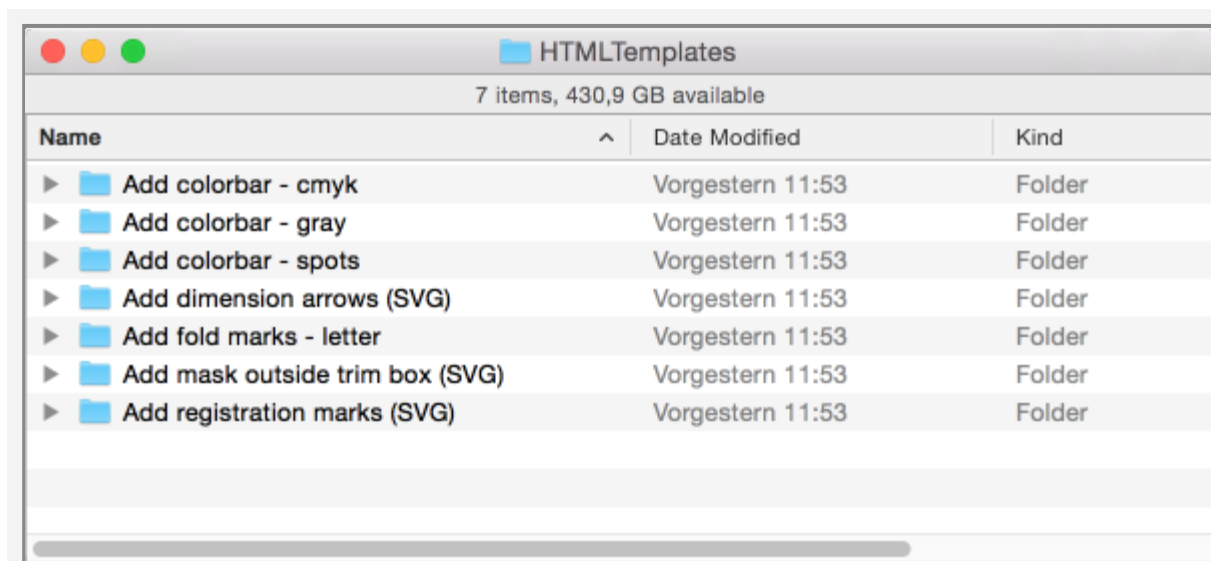 HTMLTemplates
7 items, 430,9 GB available
Name Date Modified Kind
Add colorbar - cmyk Vorgestern 11:53 Folder
Add colorbar - gray Vorgestern 11:53 Folder
Add colorbar - spots Vorgestern 11:53 Folder
Add dimension arrows (SVG) Vorgestern 11:53 Folder
Add fold marks - letter Vorgestern 11:53 Folder
Add mask outside trim box (SVG) Vorgestern 11:53 Folder
Add registration marks (SVG) Vorgestern 11:53 Folder